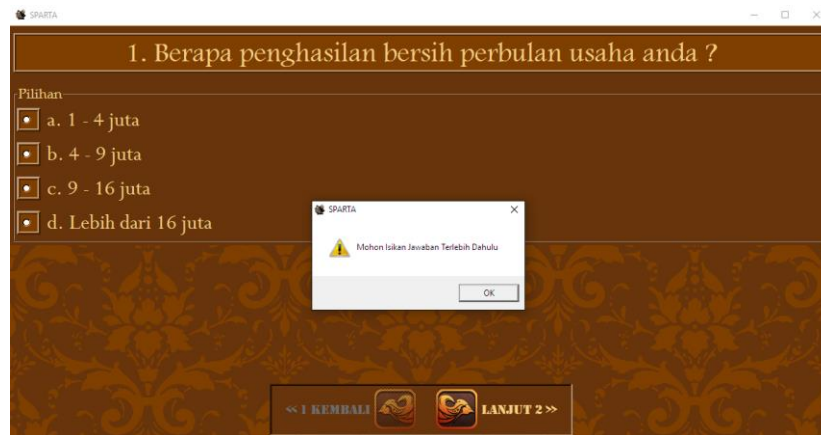 SPARTA
1. Berapa penghasilan bersih perbulan usaha anda ?
Pilihan
a. 1 - 4 juta
b. 4 - 9 juta
c. 9 - 16 juta
d. Lebih dari 16 juta
SPARTA
Mohon Isikan Jawaban Terlebih Dahulu
OK
<< 1 KEMBALI
LANJUT 2 >>